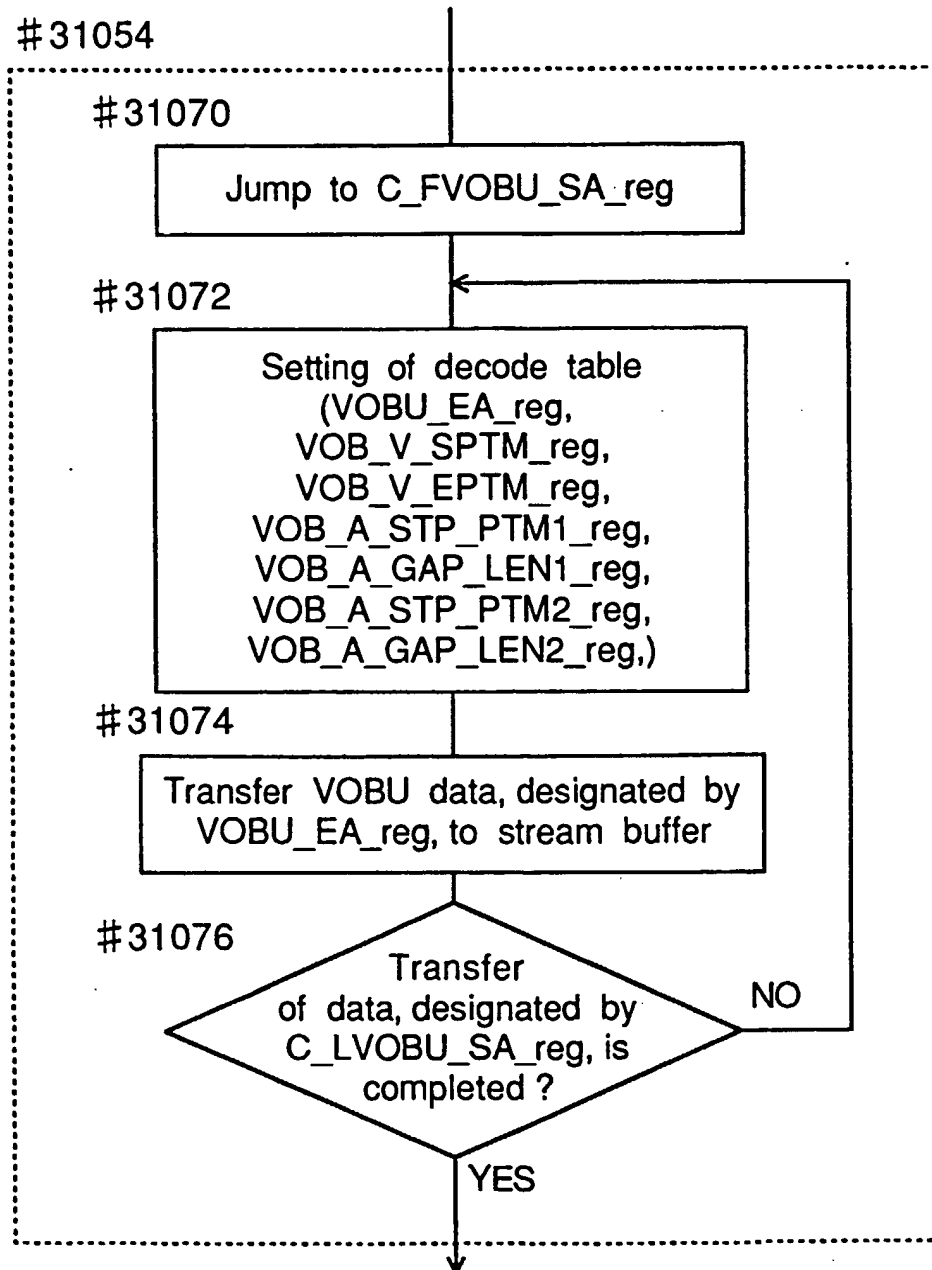 #31054
#31070
Jump to C_FVOBU_SA_reg
#31072
Setting of decode table
(VOBU_EA_reg,
VOB_V_SPTM_reg,
VOB_V_EPTM_reg,
VOB_A_STP_PTM1_reg,
VOB_A_GAP_LEN1_reg,
VOB_A_STP_PTM2_reg,
VOB_A_GAP_LEN2_reg,)
#31074
Transfer VOBU data, designated by
VOBU_EA_reg, to stream buffer
#31076
Transfer
of data, designated by
C_LVOBU_SA_reg, is
completed ?
NO
YES